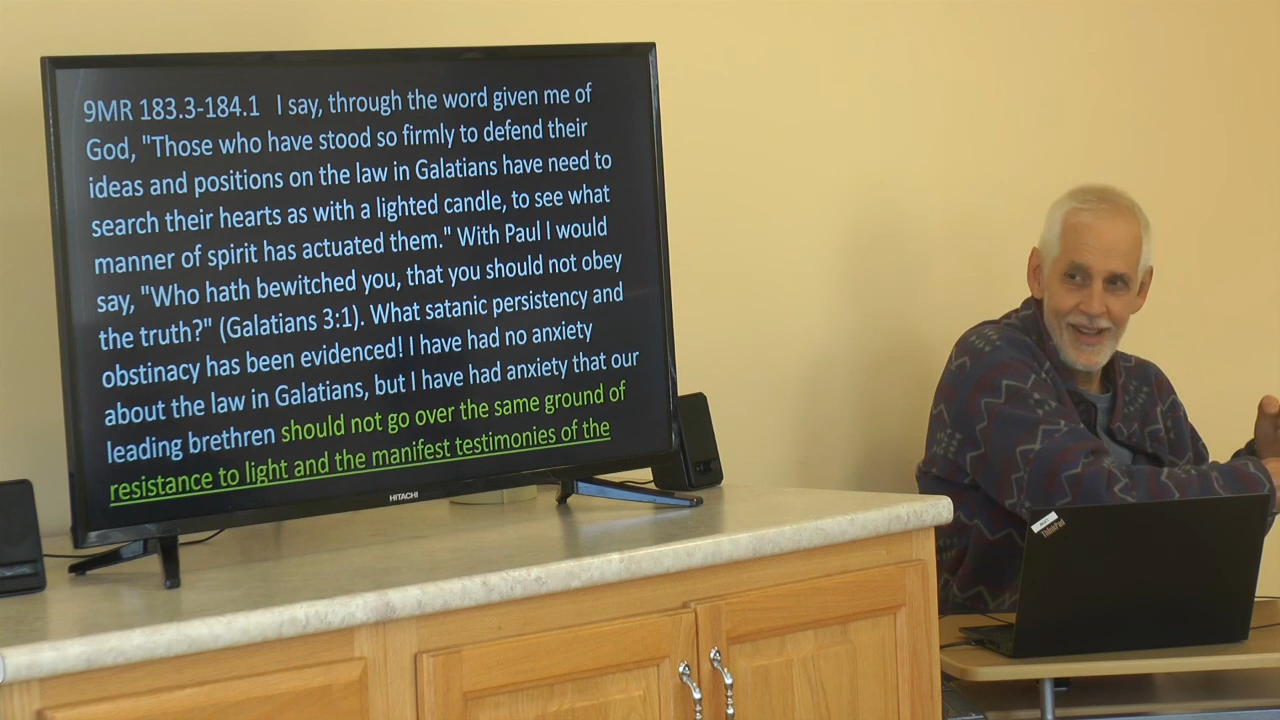 9MR 183.3-184.1 I say, through the word given me of
God, "Those who have stood so firmly to defend their
ideas and positions on the law in Galatians have need to
search their hearts as with a lighted candle, to see what
manner of spirit has actuated them." With Paul I would
say, "Who hath bewitched you, that you should not obey
the truth?" (Galatians 3:1). What satanic persistency and
obstinacy has been evidenced! I have had no anxiety
about the law in Galatians, but I have had anxiety that our
leading brethren should not go over the same ground of
resistance to light and the manifest testimonies of the
HITACHI
ThinkPad